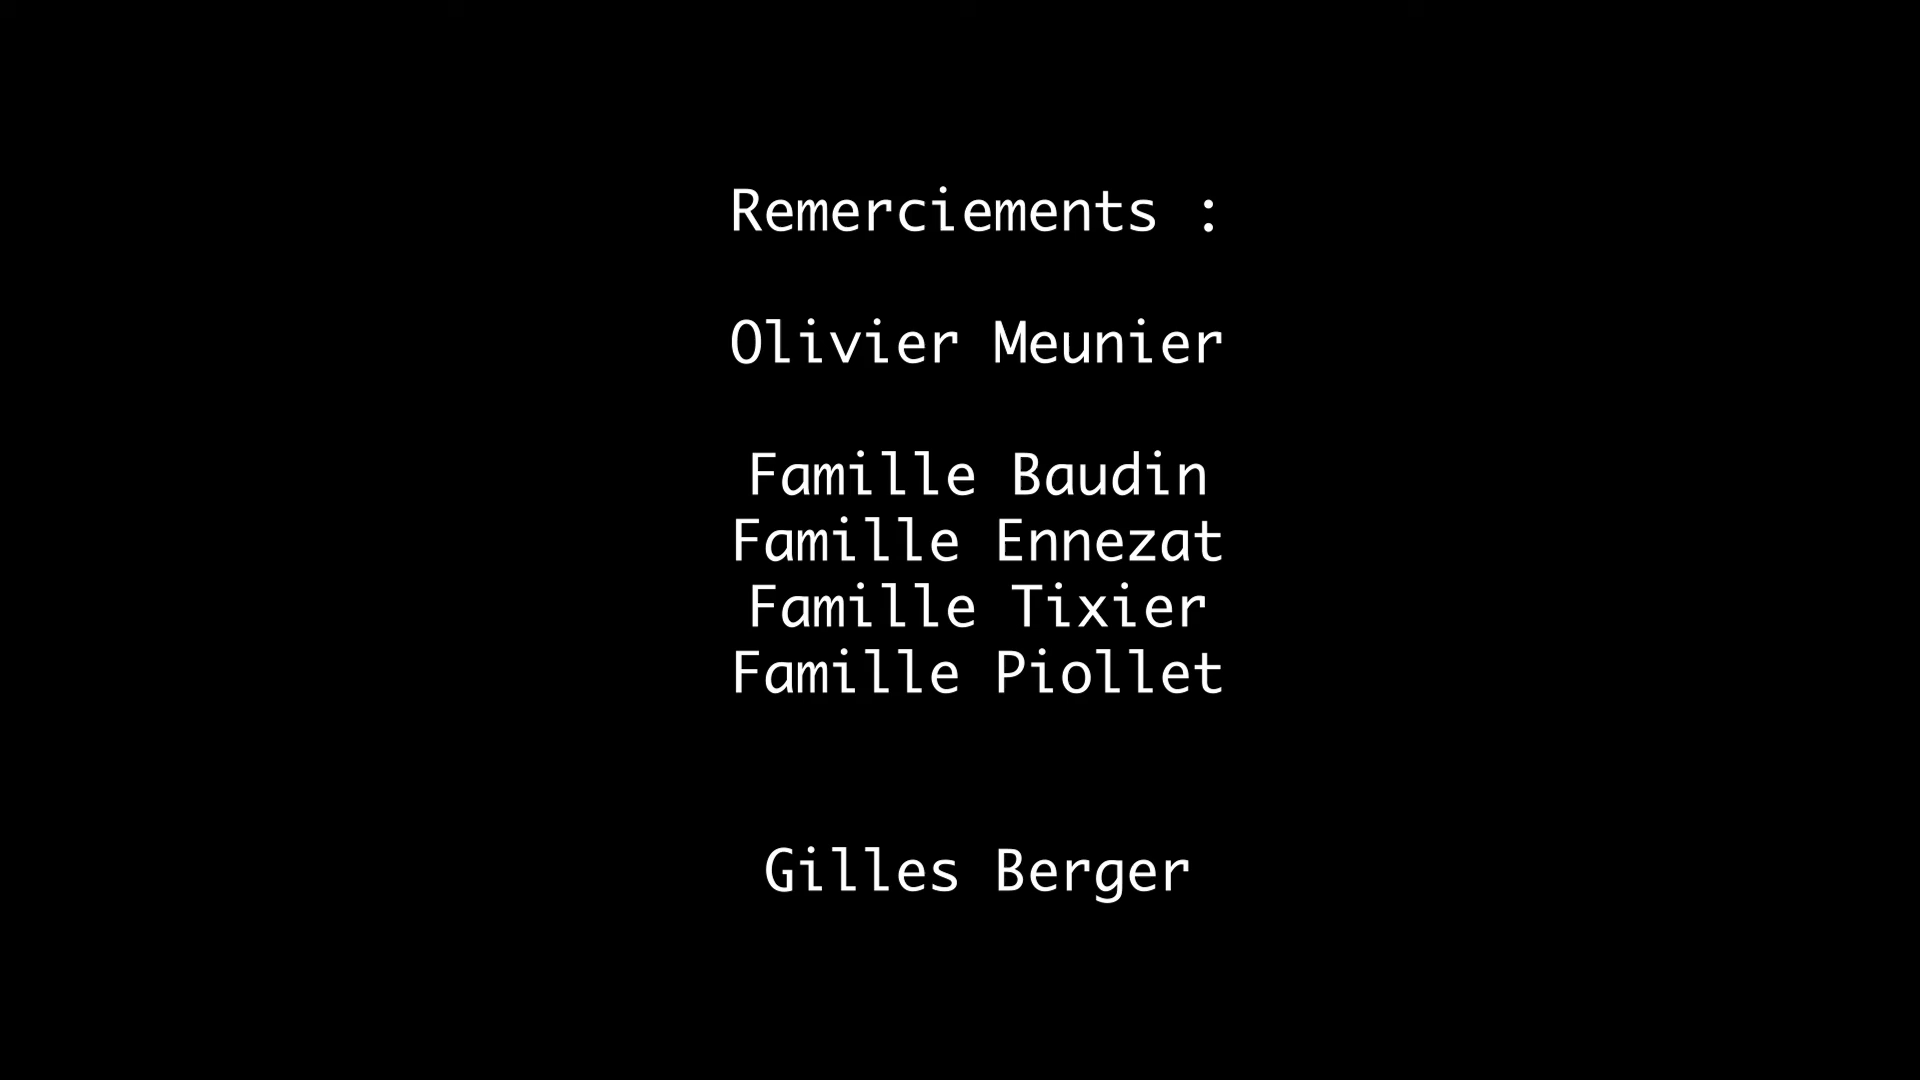 Remerciements :
Olivier Meunier
Famille Baudin
Famille Ennezat
Famille Tixier
Famille Piollet
Gilles Berger